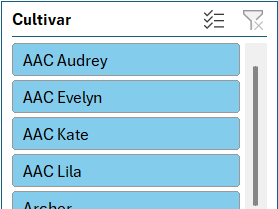 Cultivar
AAC Audrey
AAC Evelyn
AAC Kate
AAC Lila
Archer